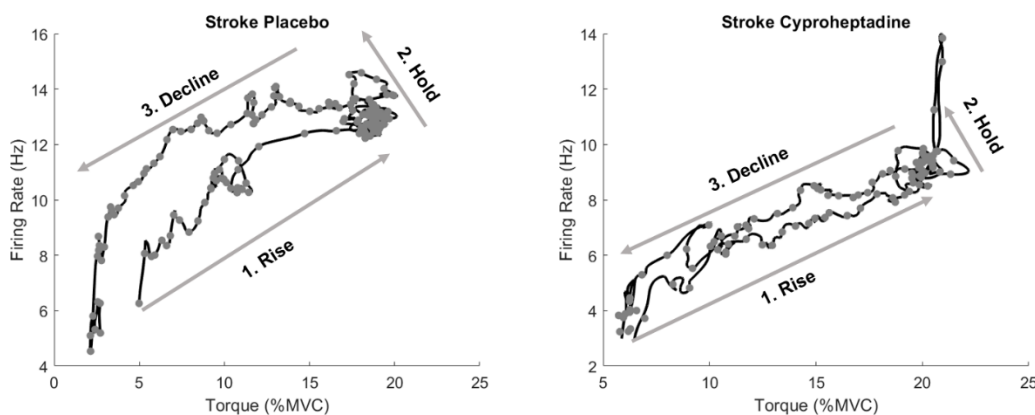 Stroke Placebo
16
14
12
10
8
6
4
0
5
10
15
20
25
Firing Rate (Hz)
Torque (%MVC)
3. Decline
2. Hold
1. Rise
Stroke Cyproheptadine
14
12
10
8
6
4
2
5
10
15
20
25
Firing Rate (Hz)
Torque (%MVC)
2. Hold
3. Decline
1. Rise